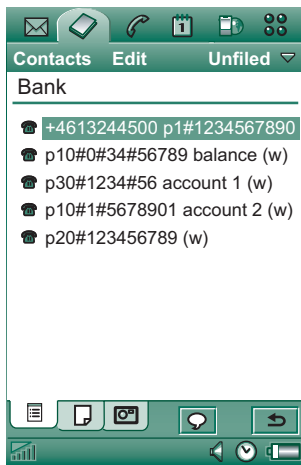 1
Contacts Edit Unfiled
Bank
+4613244500 p1#1234567890
p10#0#34#56789 balance (w)
p30#1234#56 account 1 (w)
p10#1#5678901 account 2 (w)
p20#123456789 (w)